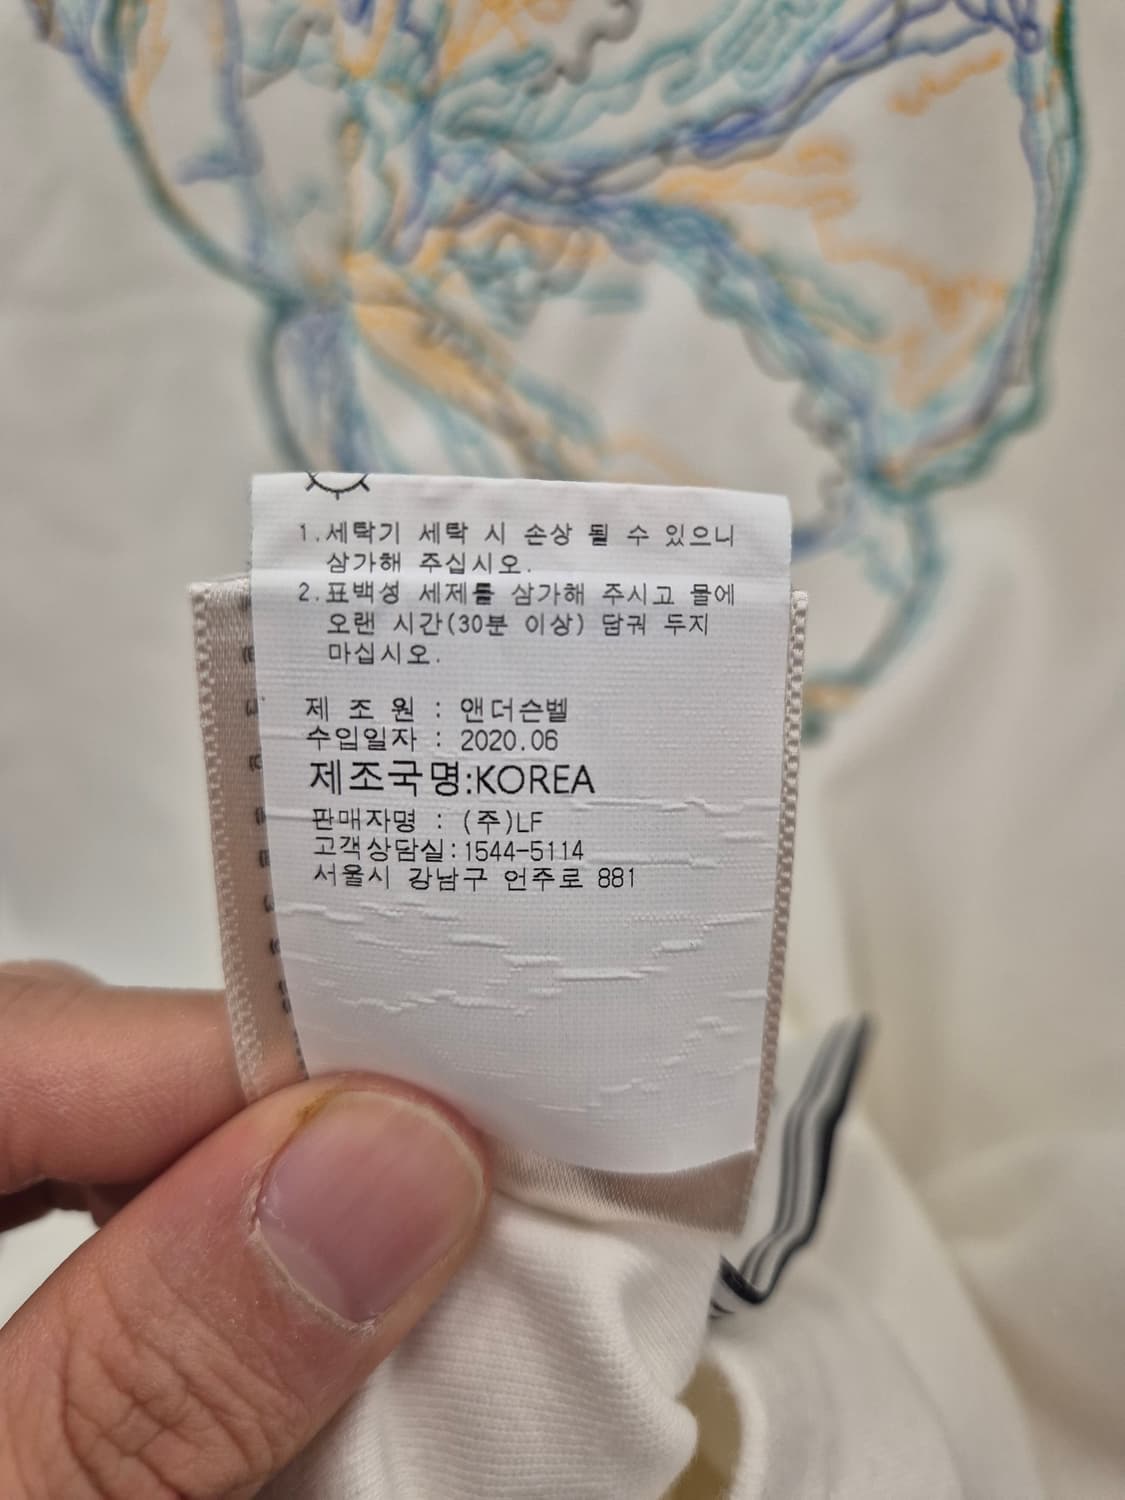 1.세탁기 세탁 시 손상 될 수 있으니
삼가해 주십시오.
2.표백성 세제를 삼가해 주시고 물에
오랜 시간(30분 이상) 담궈 두지
마십시오.
제 조 원 : 앤더슨벨
수입일자 : 2020.06
제조국명:KOREA
판매자명 : (주)LF
고객상담실:1544-5114
서울시 강남구 언주로 881